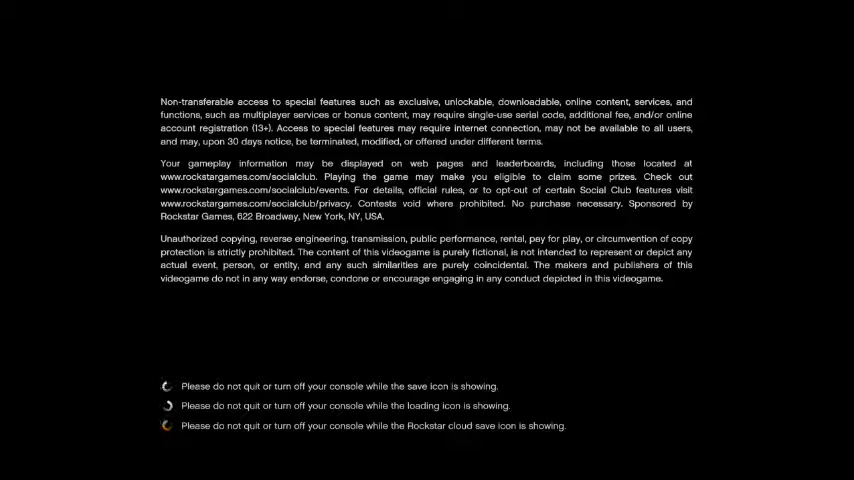 Non-transferable access to special features such as exclusive, unlockable, downloadable, online content, services, and
functions, such as multiplayer services or bonus content, may require single-use serial code, additional fee, and/or online
account registration (13+). Access to special features may require internet connection, may not be available to all users,
and may, upon 30 days notice, be terminated, modified, or offered under different terms.
Your gameplay information may be displayed on web pages and leaderboards, including those located at
www.rockstargames.com/socialclub. Playing the game may make you eligible to claim some prizes. Check out
www.rockstargames.com/socialclub/events. For details, official rules, or to opt-out of certain Social Club features visit
www.rockstargames.com/socialclub/privacy. Contests void where prohibited. No purchase necessary. Sponsored by
Rockstar Games, 622 Broadway, New York, NY, USA.
Unauthorized copying, reverse engineering, transmission, public performance, rental, pay for play, or circumvention of copy
protection is strictly prohibited. The content of this videogame is purely fictional, is not intended to represent or depict any
actual event, person, or entity, and any such similarities are purely coincidental. The makers and publishers of this
videogame do not in any way endorse, condone or encourage engaging in any conduct depicted in this videogame.
Please do not quit or turn off your console while the save icon is showing.
Please do not quit or turn off your console while the loading icon is showing.
Please do not quit or turn off your console while the Rockstar cloud save icon is showing.